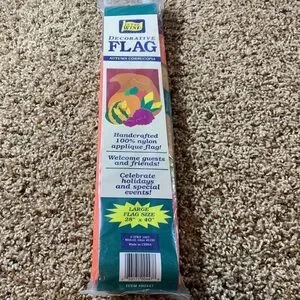 DECORATIVE
FLAG
AUTUMN CORNUCOPIA
Handcrafted
100% nylon
applique flag!
Welcome guests
and friends!
Celebrate
holidays
and special
events!
LARGE
FLAG SIZE
28" x 40"
Made in CHINA